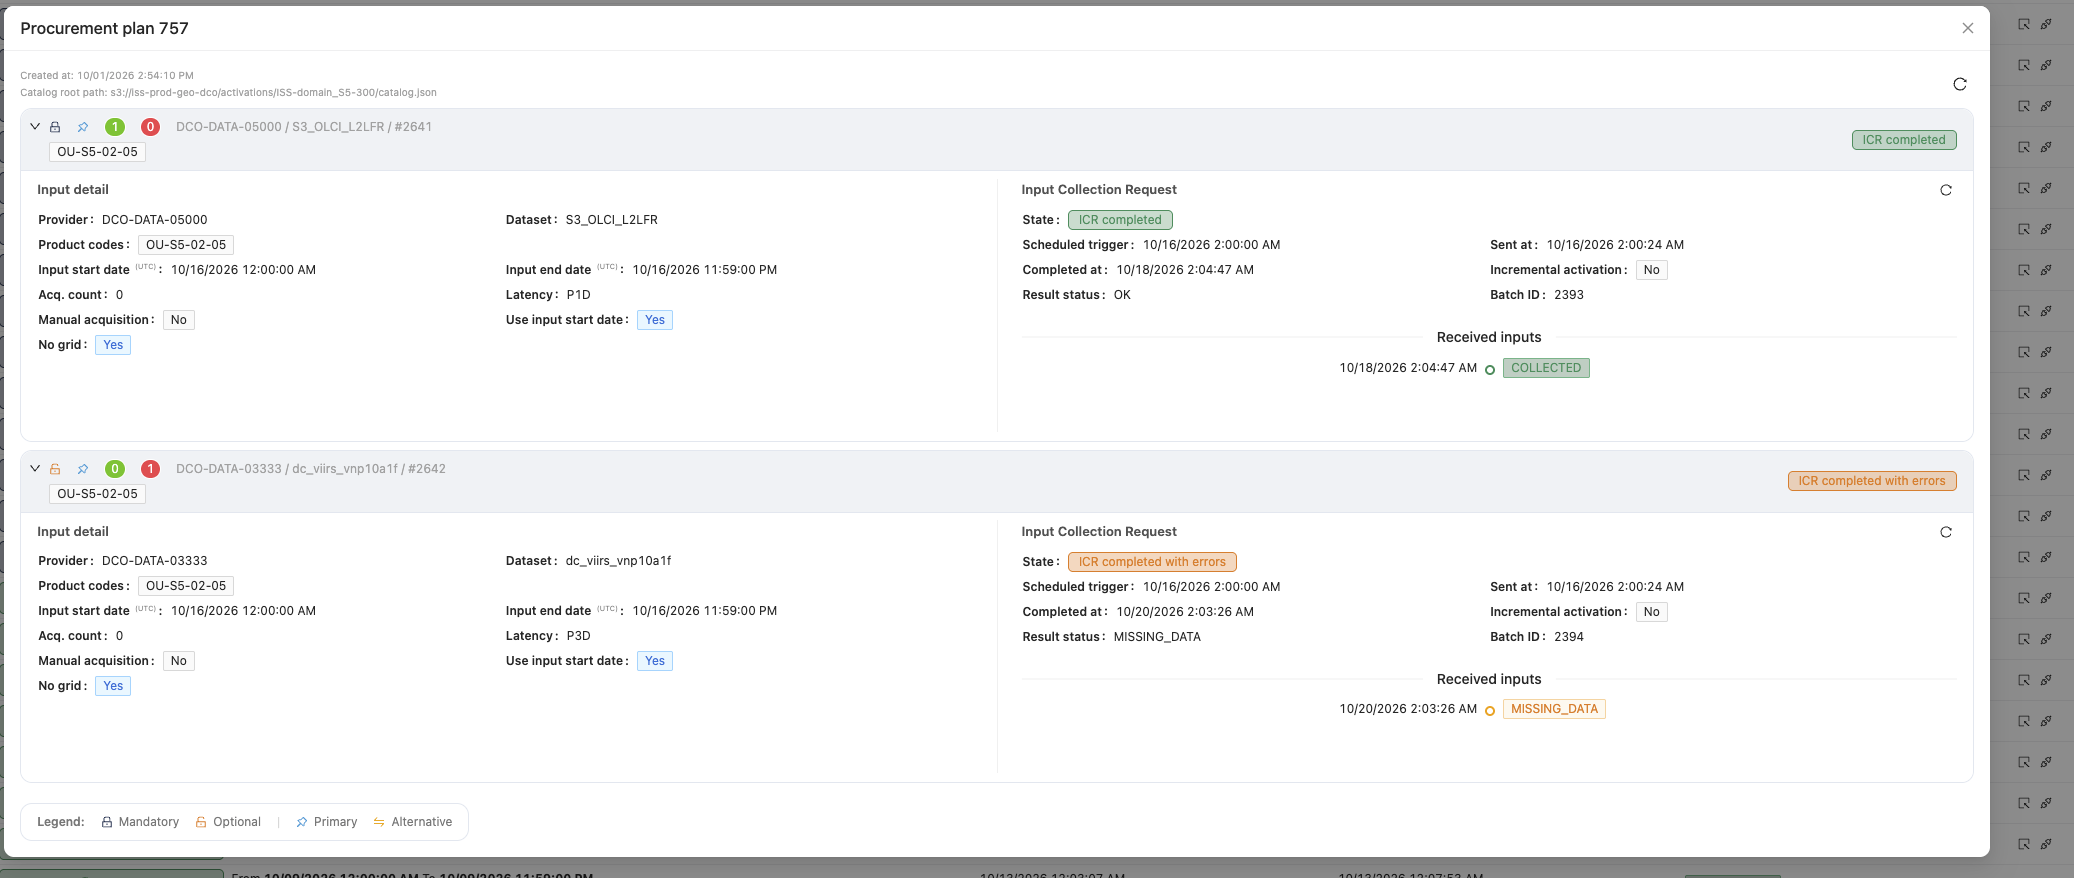 Procurement plan 757
Created at: 10/01/2026 2:54:10 PM
Catalog root path: s3://iss-prod-geo-dco/activations/ISS-domain_S5-300/catalog.json
1 0 DCO-DATA-05000 / S3_OLCI_L2LFR / #2641
OU-S5-02-05
ICR completed
Input detail
Provider: DCO-DATA-05000
Dataset: S3_OLCI_L2LFR
Product codes: OU-S5-02-05
Input start date (UTC): 10/16/2026 12:00:00 AM
Input end date (UTC): 10/16/2026 11:59:00 PM
Acq. count: 0
Latency: P1D
Manual acquisition: No
Use input start date: Yes
No grid: Yes
Input Collection Request
State: ICR completed
Scheduled trigger: 10/16/2026 2:00:00 AM
Sent at: 10/16/2026 2:00:24 AM
Completed at: 10/18/2026 2:04:47 AM
Incremental activation: No
Result status: OK
Batch ID: 2393
Received inputs
10/18/2026 2:04:47 AM COLLECTED
0 1 DCO-DATA-03333 / dc_viirs_vnp10a1f / #2642
OU-S5-02-05
ICR completed with errors
Input detail
Provider: DCO-DATA-03333
Dataset: dc_viirs_vnp10a1f
Product codes: OU-S5-02-05
Input start date (UTC): 10/16/2026 12:00:00 AM
Input end date (UTC): 10/16/2026 11:59:00 PM
Acq. count: 0
Latency: P3D
Manual acquisition: No
Use input start date: Yes
No grid: Yes
Input Collection Request
State: ICR completed with errors
Scheduled trigger: 10/16/2026 2:00:00 AM
Sent at: 10/16/2026 2:00:24 AM
Completed at: 10/20/2026 2:03:26 AM
Incremental activation: No
Result status: MISSING_DATA
Batch ID: 2394
Received inputs
10/20/2026 2:03:26 AM MISSING_DATA
Legend: Mandatory Optional | Primary Alternative